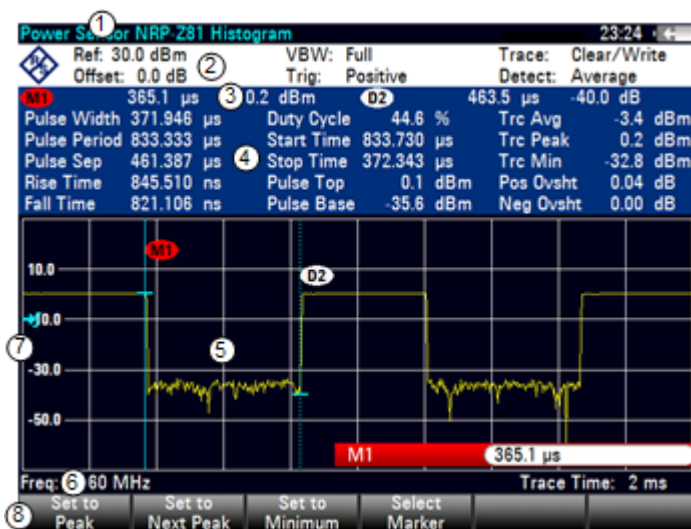 Power Sensor NRP-Z81 Histogram 23:24
1
Ref: 30.0 dBm VBW: Full Trace: Clear/Write
Offset: 0.0 dB 2 Trig: Positive Detect: Average
M1 365.1 µs 3 0.2 dBm D2 463.5 µs -40.0 dB
Pulse Width 371.946 µs Duty Cycle 44.6 % Trc Avg -3.4 dBm
Pulse Period 833.333 µs Start Time 833.730 µs Trc Peak 0.2 dBm
Pulse Sep 461.387 µs 4 Stop Time 372.343 µs Trc Min -32.8 dBm
Rise Time 845.510 ns Pulse Top 0.1 dBm Pos Ovsht 0.04 dB
Fall Time 821.106 ns Pulse Base -35.6 dBm Neg Ovsht 0.00 dB
M1
10.0
D2
7
5
-30.0
-50.0
M1 365.1 µs
Freq: 6 60 MHz Trace Time: 2 ms
8
Set to Peak
Set to Next Peak
Set to Minimum
Select Marker